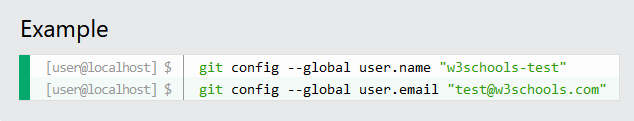 Example
[user@localhost] $ git config --global user.name "w3schools-test"
[user@localhost] $ git config --global user.email "test@w3schools.com"